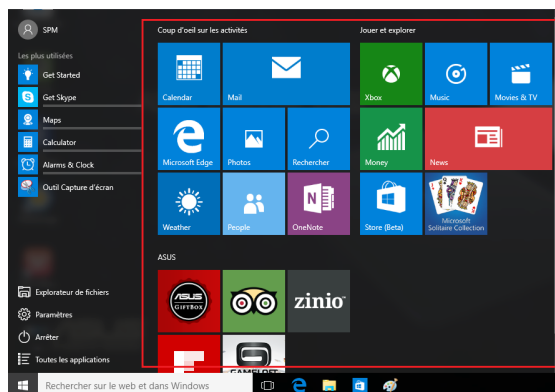 SPM
Les plus utilisées
Get Started
Get Skype
Maps
Calculator
Alarms & Clock
Outil Capture d'écran
Explorateur de fichiers
Paramètres
Arrêter
Toutes les applications
Rechercher sur le web et dans Windows
Coup d'oeil sur les activités
Calendar
Mail
Microsoft Edge
Photos
Rechercher
Weather
People
OneNote
N
Jouer et explorer
Xbox
Music
Movies & TV
Money
News
Store (Beta)
Microsoft
Solitaire Collection
ASUS
ASUS
GIFTBOX
zinio
GAMELOFT